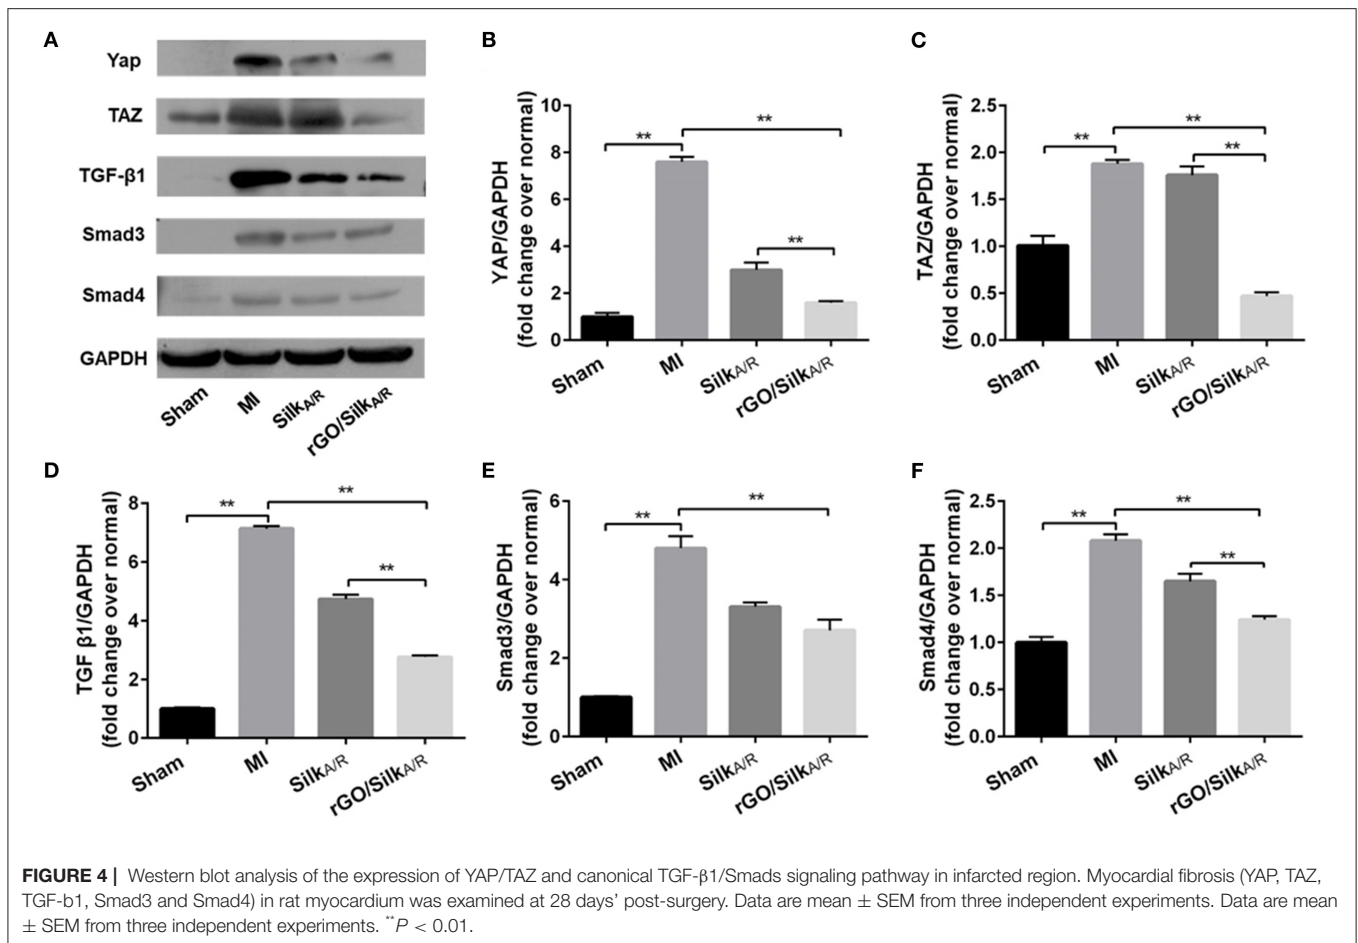 A
Yap
TAZ
TGF-β1
Smad3
Smad4
GAPDH
Sham
MI
SilkA/R
rGO/SilkA/R
B
YAP/GAPDH
(fold change over normal)
10
8
6
4
2
0
**
**
**
Sham
MI
SilkA/R
rGO/SilkA/R
C
TAZ/GAPDH
(fold change over normal)
2.5
2.0
1.5
1.0
0.5
0.0
**
**
**
Sham
MI
SilkA/R
rGO/SilkA/R
D
TGF β1/GAPDH
(fold change over normal)
8
6
4
2
0
**
**
**
Sham
MI
SilkA/R
rGO/SilkA/R
E
Smad3/GAPDH
(fold change over normal)
6
4
2
0
**
**
Sham
MI
SilkA/R
rGO/SilkA/R
F
Smad4/GAPDH
(fold change over normal)
2.5
2.0
1.5
1.0
0.5
0.0
**
**
**
Sham
MI
SilkA/R
rGO/SilkA/R
FIGURE 4 | Western blot analysis of the expression of YAP/TAZ and canonical TGF-β1/Smads signaling pathway in infarcted region. Myocardial fibrosis (YAP, TAZ,
TGF-b1, Smad3 and Smad4) in rat myocardium was examined at 28 days' post-surgery. Data are mean ± SEM from three independent experiments. Data are mean
± SEM from three independent experiments. **P < 0.01.